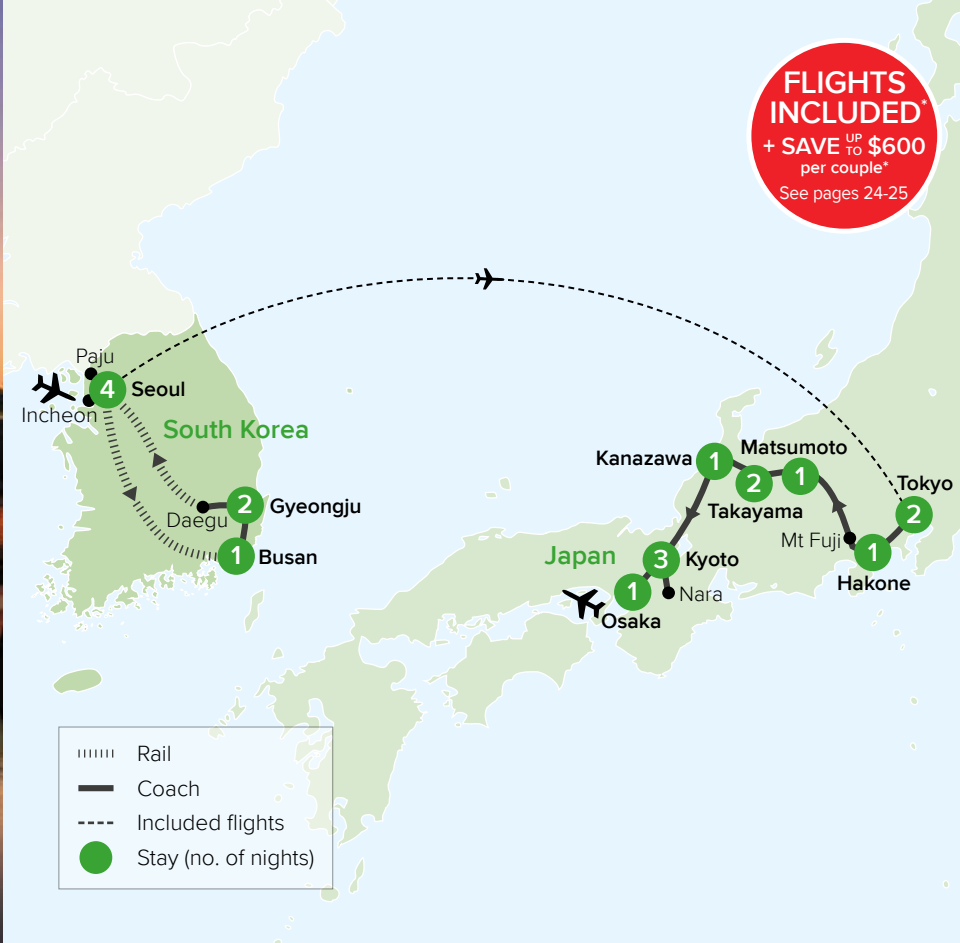 FLIGHTS
INCLUDED*
+ SAVE UP TO $600
per couple*
See pages 24-25
Paju
4 Seoul
Incheon
South Korea
Daegu
2 Gyeongju
1 Busan
Kanazawa 1
Matsumoto
1
2
Takayama
Tokyo
2
Mt Fuji
1
Hakone
Japan
3 Kyoto
1
Nara
Osaka
Rail
Coach
Included flights
Stay (no. of nights)